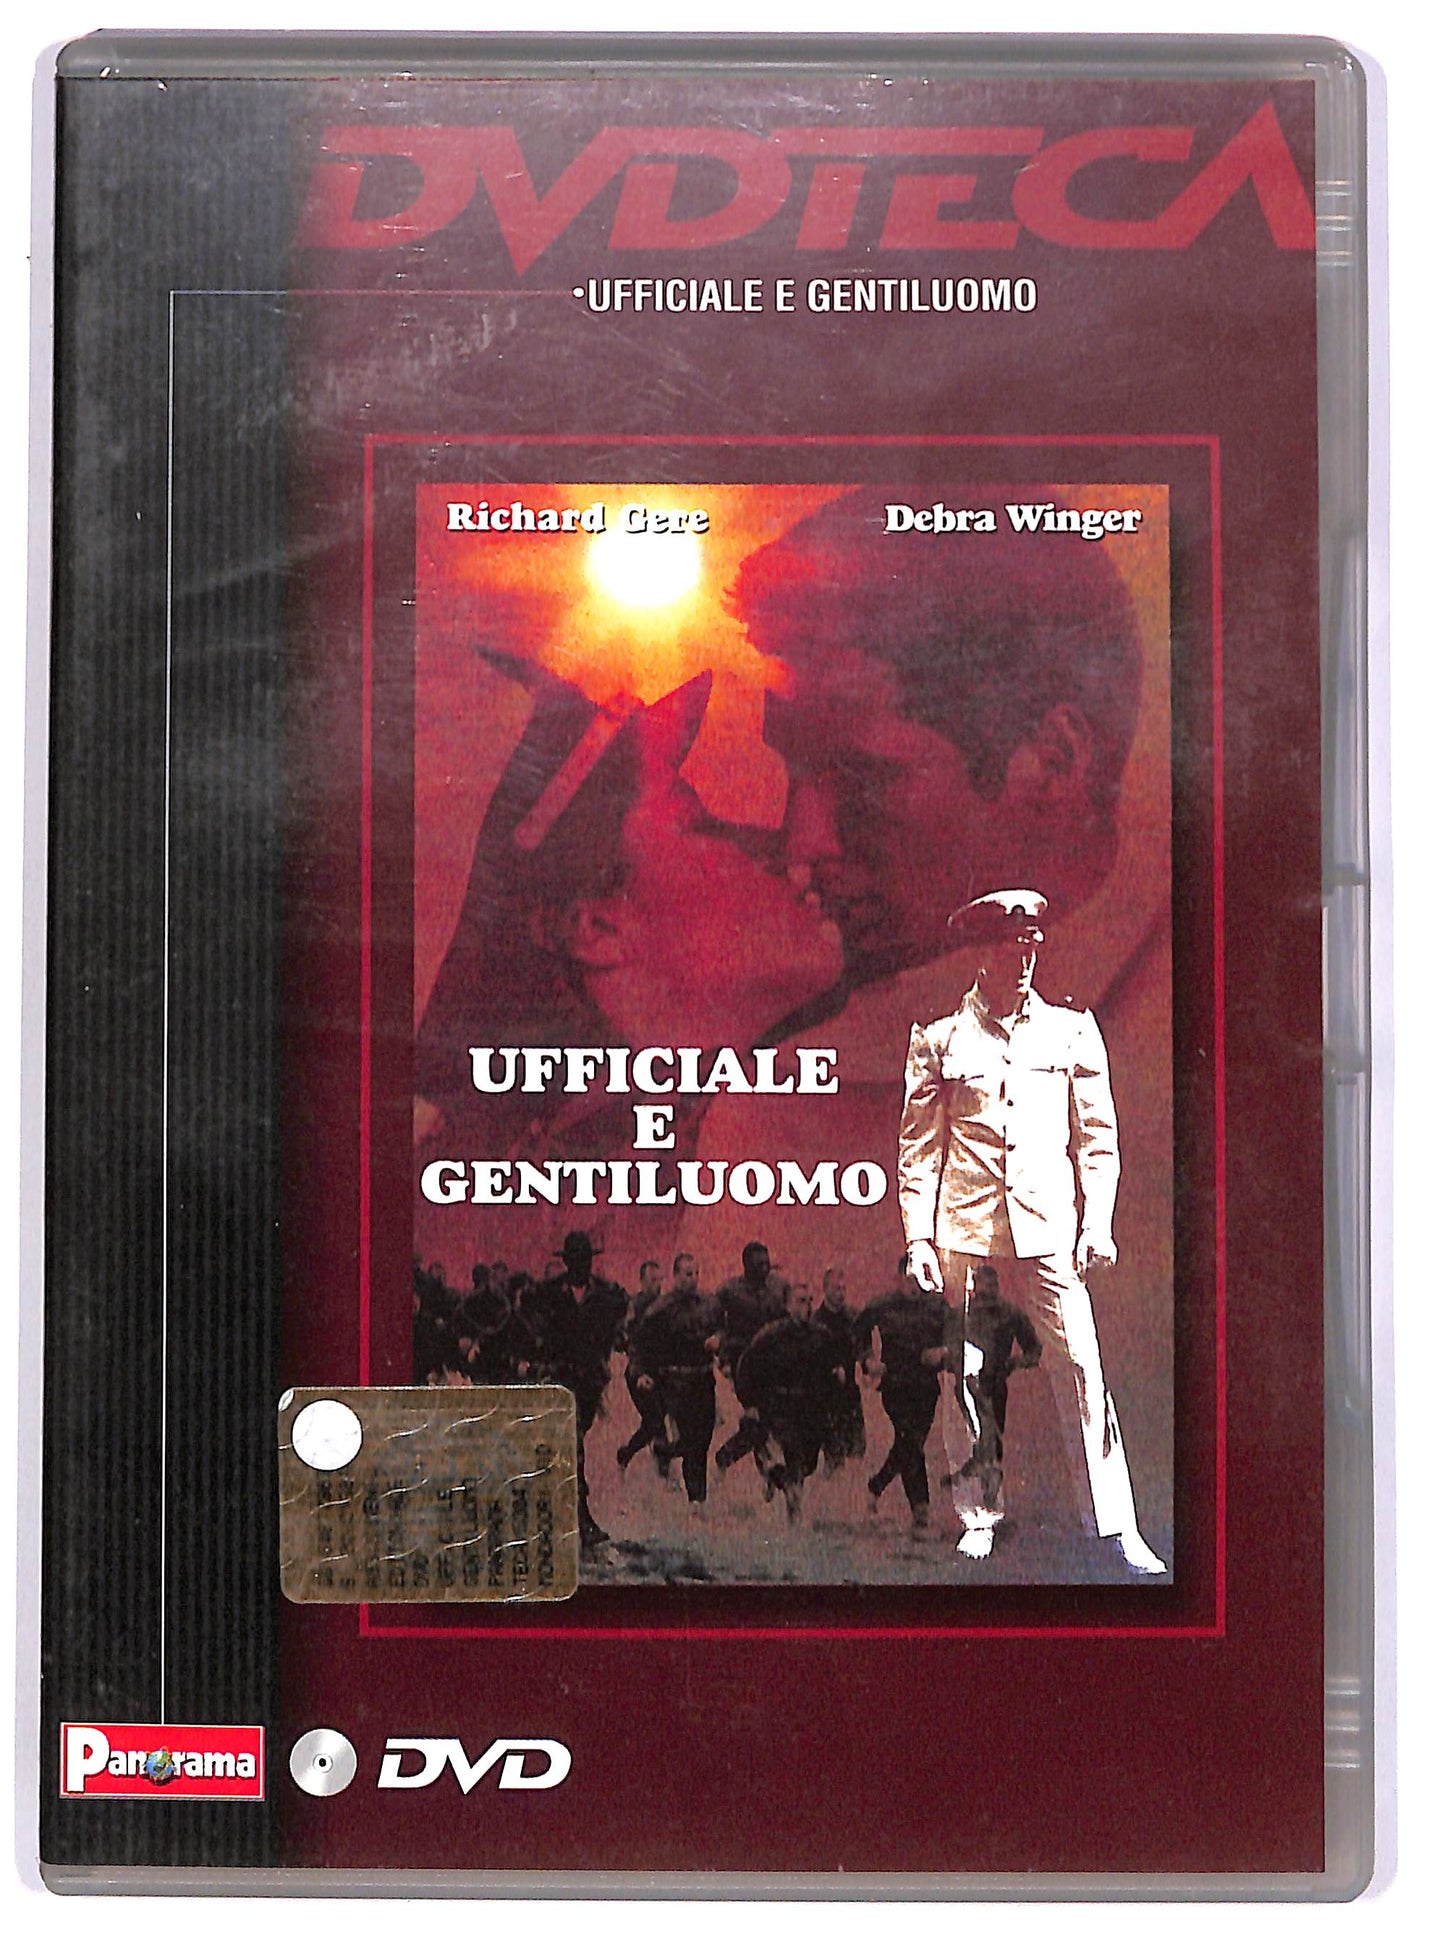 DVDTECA
•UFFICIALE E GENTILUOMO
Richard Gere
Debra Winger
UFFICIALE
E
GENTILUOMO
Panorama
DVD